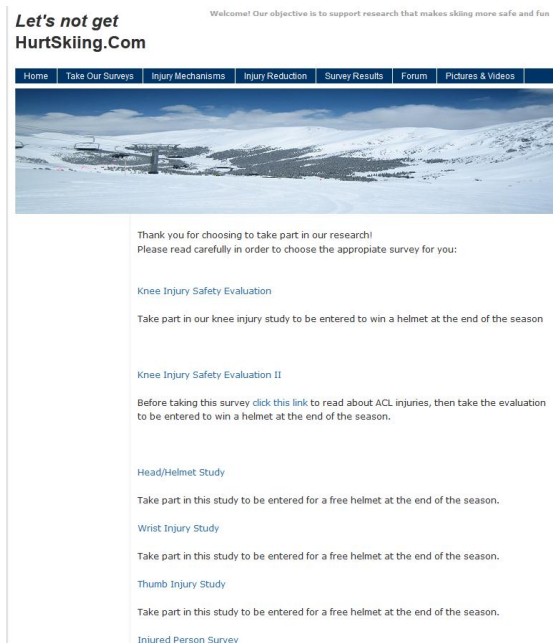 Let's not get
HurtSkiing.Com
Welcome! Our objective is to support research that makes skiing more safe and fun
Home
Take Our Surveys
Injury Mechanisms
Injury Reduction
Survey Results
Forum
Pictures & Videos
Thank you for choosing to take part in our research!
Please read carefully in order to choose the appropiate survey for you:
Knee Injury Safety Evaluation
Take part in our knee injury study to be entered to win a helmet at the end of the season
Knee Injury Safety Evaluation II
Before taking this survey click this link to read about ACL injuries, then take the evaluation
to be entered to win a helmet at the end of the season.
Head/Helmet Study
Take part in this study to be entered for a free helmet at the end of the season.
Wrist Injury Study
Take part in this study to be entered for a free helmet at the end of the season.
Thumb Injury Study
Take part in this study to be entered for a free helmet at the end of the season.
Injured Person Survey